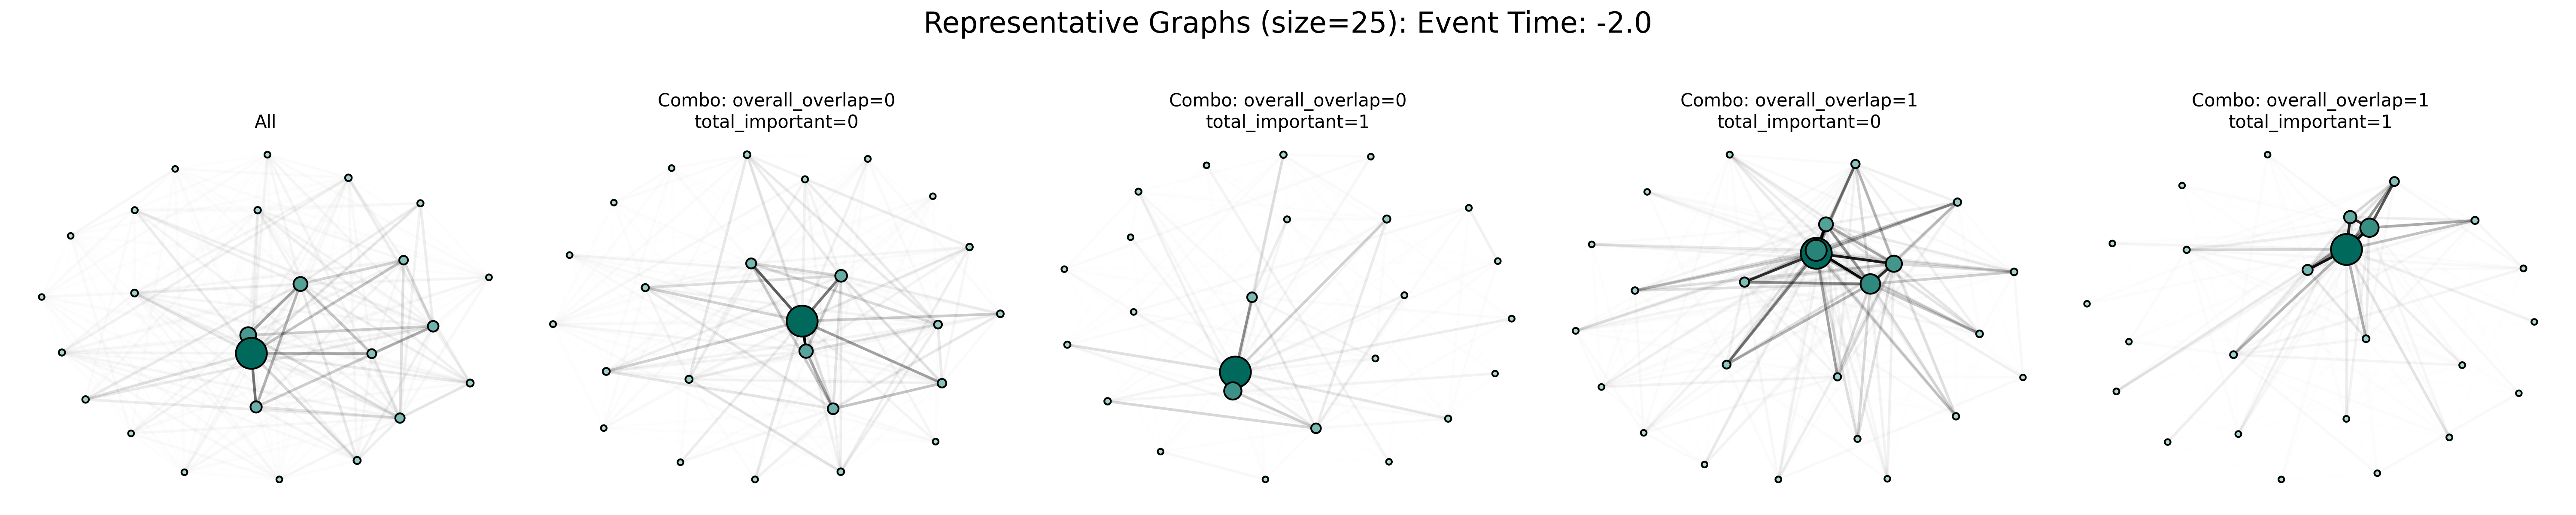 Representative Graphs (size=25): Event Time: -2.0
All
Combo: overall_overlap=0
total_important=0
Combo: overall_overlap=0
total_important=1
Combo: overall_overlap=1
total_important=0
Combo: overall_overlap=1
total_important=1